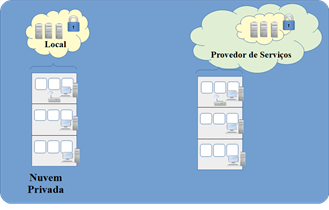 Local
Provedor de Serviços
Nuvem
Privada